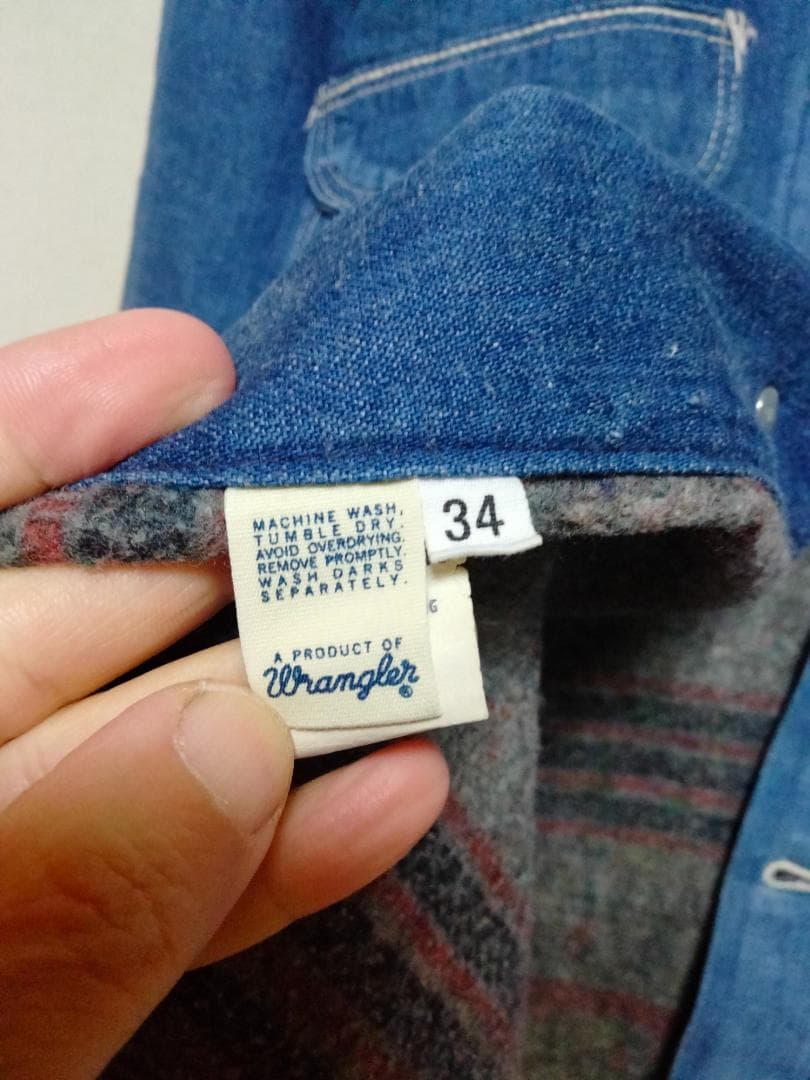 MACHINE WASH,
TUMBLE DRY.
AVOID OVERDRYING.
REMOVE PROMPTLY.
WASH DARKS
SEPARATELY.
A PRODUCT OF
Wrangler®
34
G